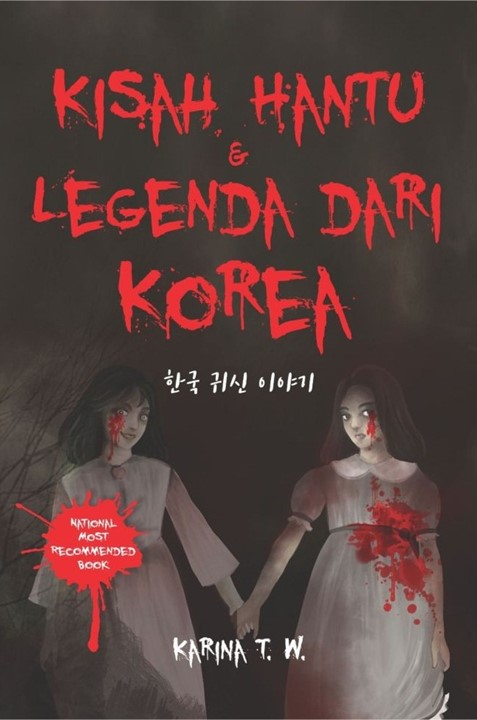 KISAH HANTU
&
LEGENDA DARI
KOREA
한국 귀신 이야기
NATIONAL
MOST
RECOMMENDED
BOOK
KARINA T. W.